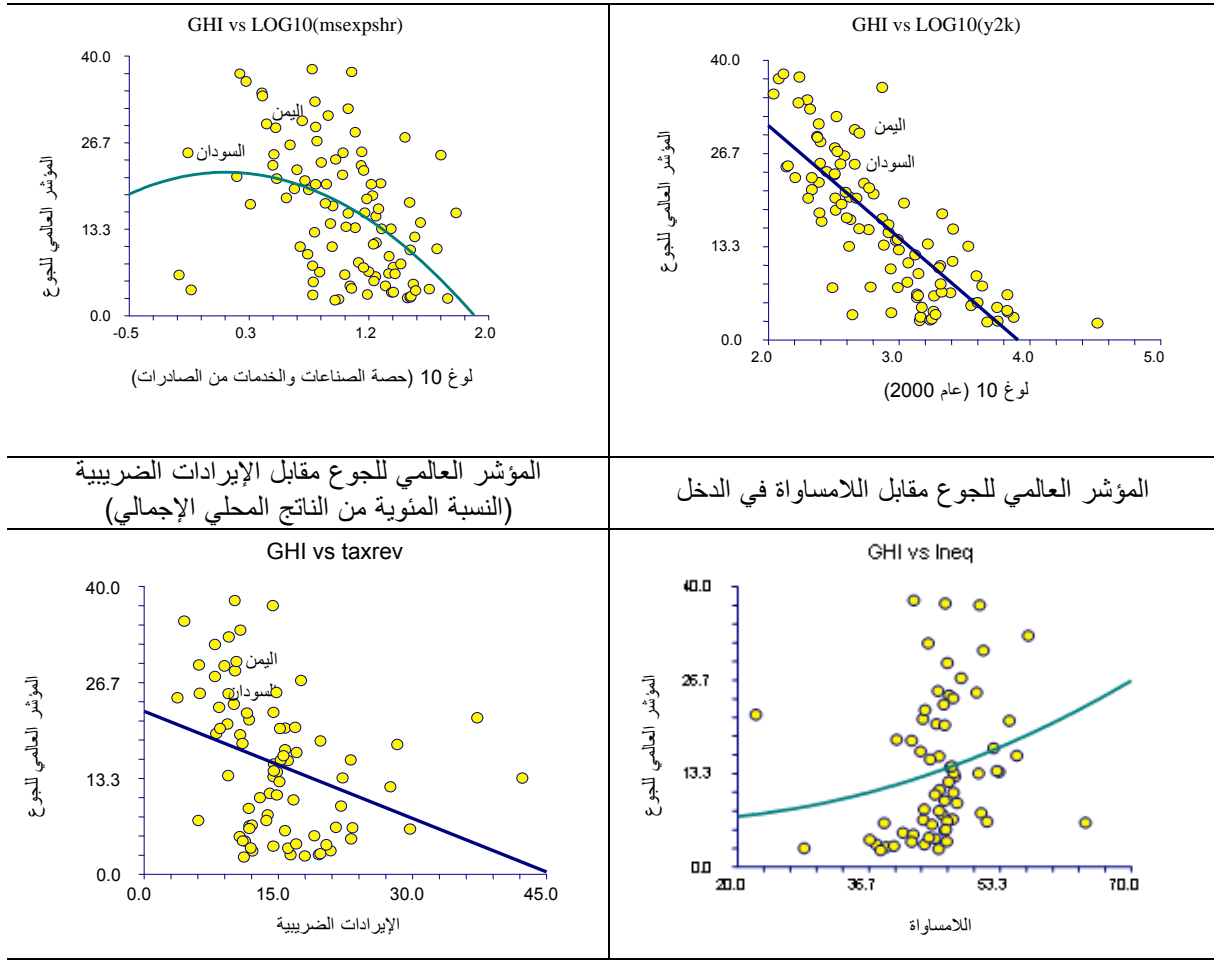 GHI vs LOG10(msexpshr)
40.0
26.7
13.3
0.0
-0.5
0.3
1.2
2.0
اليمن
السودان
المؤشر العالمي للجوع
لوغ 10 (حصة الصناعات والخدمات من الصادرات)
GHI vs LOG10(y2k)
40.0
26.7
13.3
0.0
2.0
3.0
4.0
5.0
اليمن
السودان
المؤشر العالمي للجوع
لوغ 10 (عام 2000)
المؤشر العالمي للجوع مقابل الإيرادات الضريبية
(النسبة المئوية من الناتج المحلي الإجمالي)
المؤشر العالمي للجوع مقابل اللامساواة في الدخل
GHI vs taxrev
40.0
26.7
13.3
0.0
0.0
15.0
30.0
45.0
اليمن
السودان
المؤشر العالمي للجوع
الإيرادات الضريبية
GHI vs Ineq
40.0
26.7
13.3
0.0
20.0
36.7
53.3
70.0
المؤشر العالمي للجوع
اللامساواة